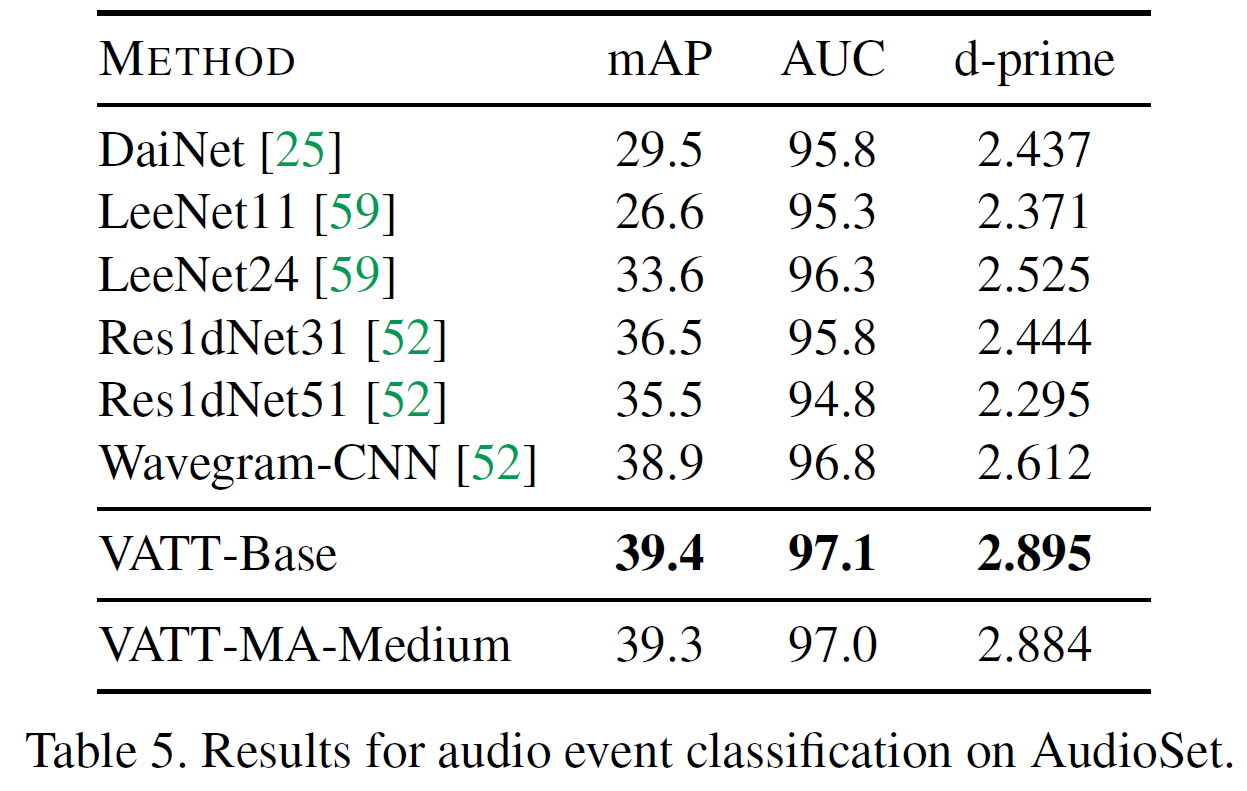 METHOD mAP AUC d-prime
DaiNet [25] 29.5 95.8 2.437
LeeNet11 [59] 26.6 95.3 2.371
LeeNet24 [59] 33.6 96.3 2.525
Res1dNet31 [52] 36.5 95.8 2.444
Res1dNet51 [52] 35.5 94.8 2.295
Wavegram-CNN [52] 38.9 96.8 2.612
VATT-Base 39.4 97.1 2.895
VATT-MA-Medium 39.3 97.0 2.884
Table 5. Results for audio event classification on AudioSet.